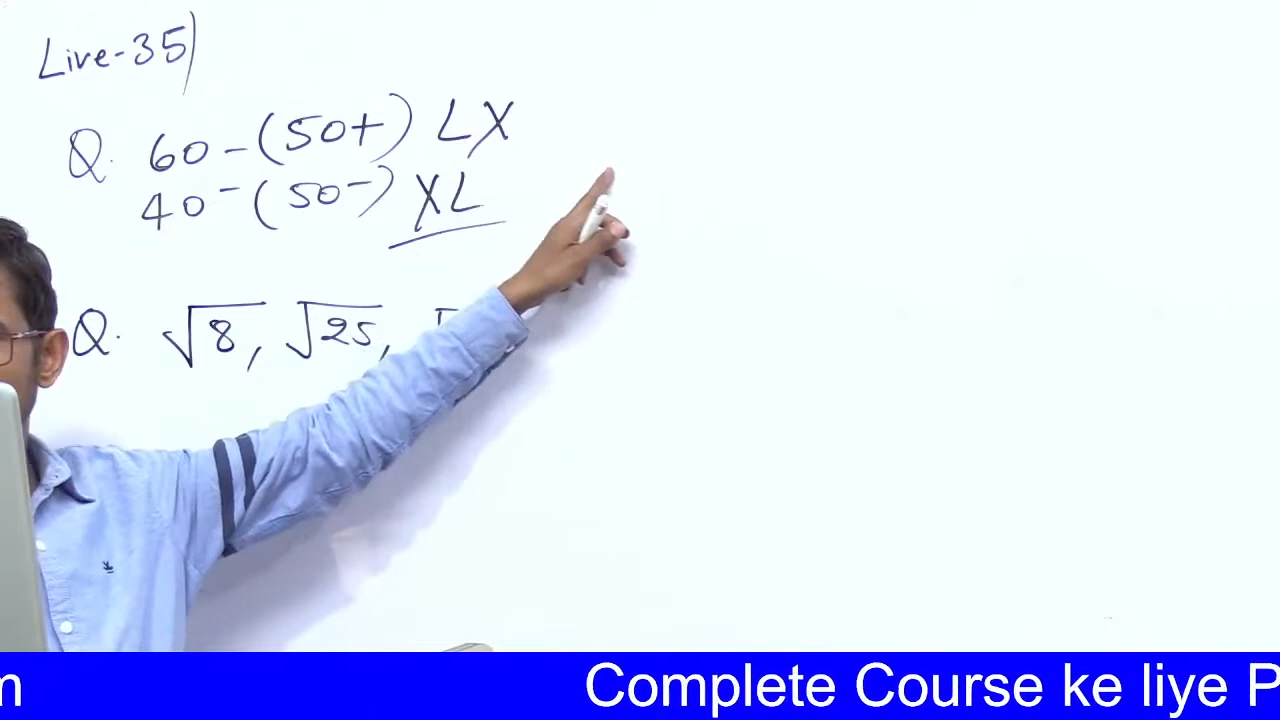 Live-35)
Q. 60-(50+) LX
40-(50-) XL
Q. √8, √25, √
m Complete Course ke liye P